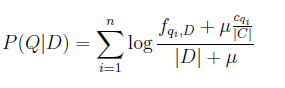 P(Q|D) = \sum_{i=1}^{n} \log \frac{f_{q_i,D} + \mu \frac{c_{q_i}}{|C|}}{|D| + \mu}